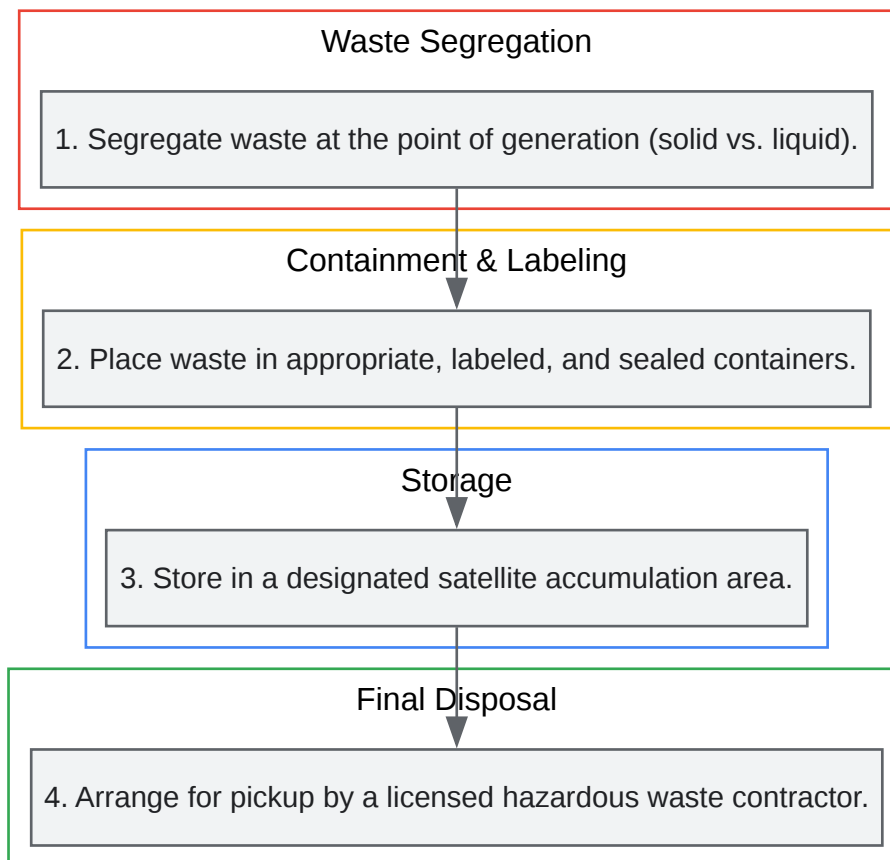 Waste Segregation
1. Segregate waste at the point of generation (solid vs. liquid).
Containment & Labeling
2. Place waste in appropriate, labeled, and sealed containers.
Storage
3. Store in a designated satellite accumulation area.
Final Disposal
4. Arrange for pickup by a licensed hazardous waste contractor.